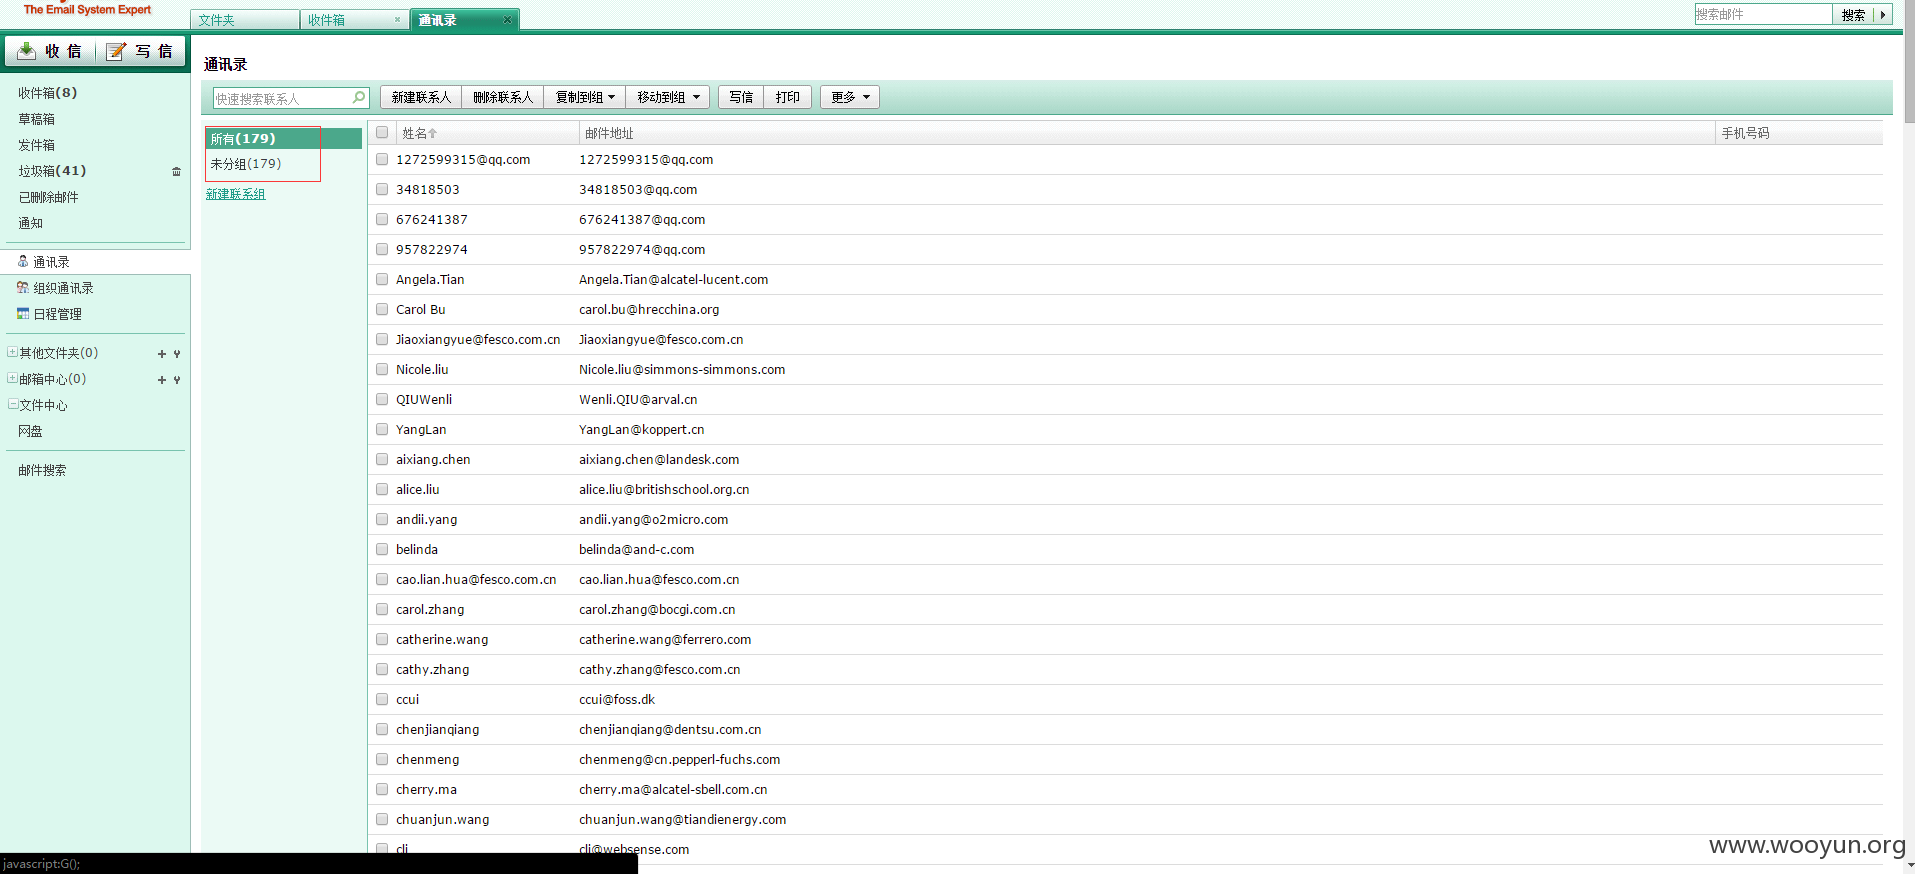 The Email System Expert
文件夹
收件箱
通讯录
搜索邮件
搜索
收 信
写 信
收件箱(8)
草稿箱
发件箱
垃圾箱(41)
已删除邮件
通知
通讯录
组织通讯录
日程管理
其他文件夹(0)
邮箱中心(0)
文件中心
网盘
邮件搜索
通讯录
快速搜索联系人
新建联系人
删除联系人
复制到组
移动到组
写信
打印
更多
所有(179)
未分组(179)
新建联系组
姓名 邮件地址 手机号码
1272599315@qq.com 1272599315@qq.com
34818503 34818503@qq.com
676241387 676241387@qq.com
957822974 957822974@qq.com
Angela.Tian Angela.Tian@alcatel-lucent.com
Carol Bu carol.bu@hrecchina.org
Jiaoxiangyue@fesco.com.cn Jiaoxiangyue@fesco.com.cn
Nicole.liu Nicole.liu@simmons-simmons.com
QIUWenli Wenli.QIU@arval.cn
YangLan YangLan@koppert.cn
aixiang.chen aixiang.chen@landesk.com
alice.liu alice.liu@britishschool.org.cn
andii.yang andii.yang@o2micro.com
belinda belinda@and-c.com
cao.lian.hua@fesco.com.cn cao.lian.hua@fesco.com.cn
carol.zhang carol.zhang@bocgi.com.cn
catherine.wang catherine.wang@ferrero.com
cathy.zhang cathy.zhang@fesco.com.cn
ccui ccui@foss.dk
chenjianqiang chenjianqiang@dentsu.com.cn
chenmeng chenmeng@cn.pepperl-fuchs.com
cherry.ma cherry.ma@alcatel-sbell.com.cn
chuanjun.wang chuanjun.wang@tiandienergy.com
cli cli@websense.com
javascript:G();
www.wooyun.org